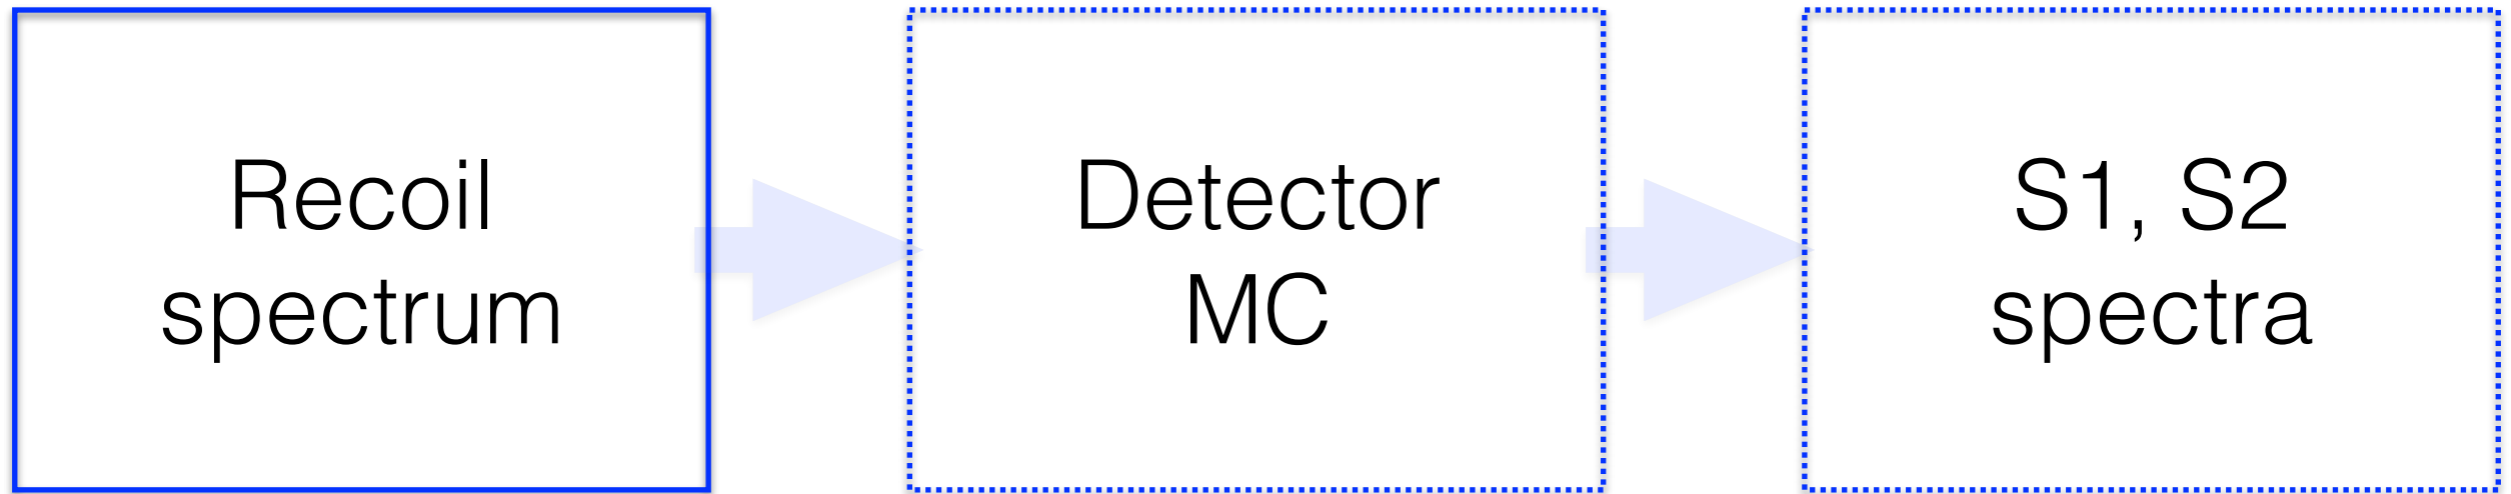 Recoil
spectrum
Detector
MC
S1, S2
spectra